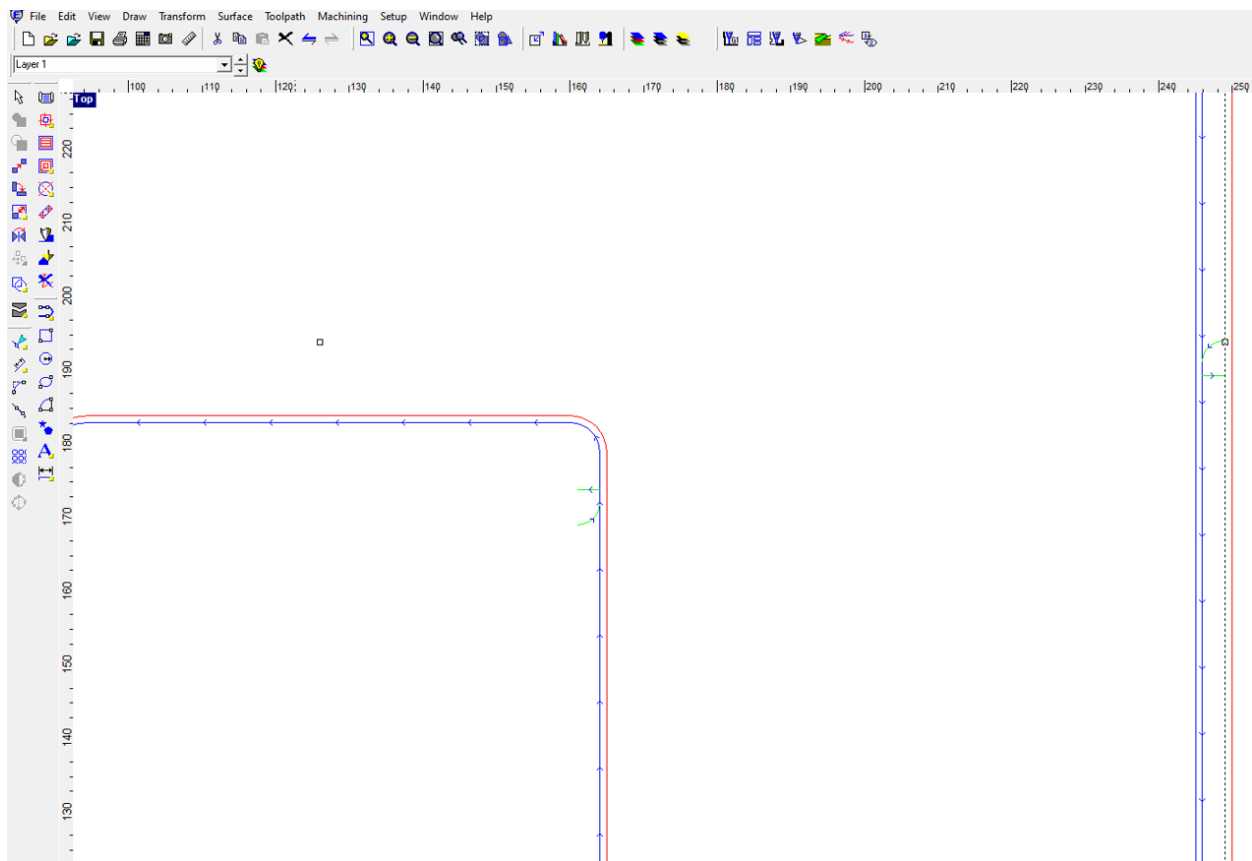 File Edit View Draw Transform Surface Toolpath Machining Setup Window Help
Layer 1
Top
100 110 120 130 140 150 160 170 180 190 200 210 220 230 240 250
220
210
200
190
180
170
160
150
140
130